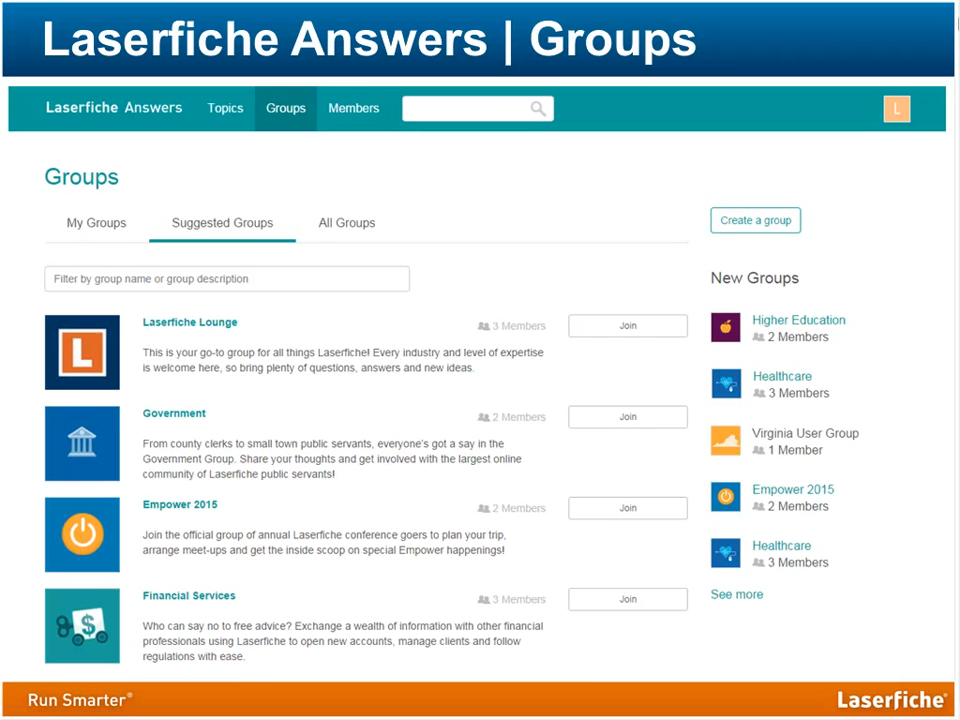 Laserfiche Answers | Groups
Laserfiche Answers Topics Groups Members L
Groups
My Groups Suggested Groups All Groups
Filter by group name or group description
L
Laserfiche Lounge 3 Members Join
This is your go-to group for all things Laserfiche! Every industry and level of expertise
is welcome here, so bring plenty of questions, answers and new ideas.
Government 2 Members Join
From county clerks to small town public servants, everyone's got a say in the
Government Group. Share your thoughts and get involved with the largest online
community of Laserfiche public servants!
Empower 2015 2 Members Join
Join the official group of annual Laserfiche conference goers to plan your trip,
arrange meet-ups and get the inside scoop on special Empower happenings!
$
Financial Services 3 Members Join
Who can say no to free advice? Exchange a wealth of information with other financial
professionals using Laserfiche to open new accounts, manage clients and follow
regulations with ease.
Create a group
New Groups
Higher Education
2 Members
Healthcare
3 Members
Virginia User Group
1 Member
Empower 2015
2 Members
Healthcare
3 Members
See more
Run Smarter® Laserfiche®